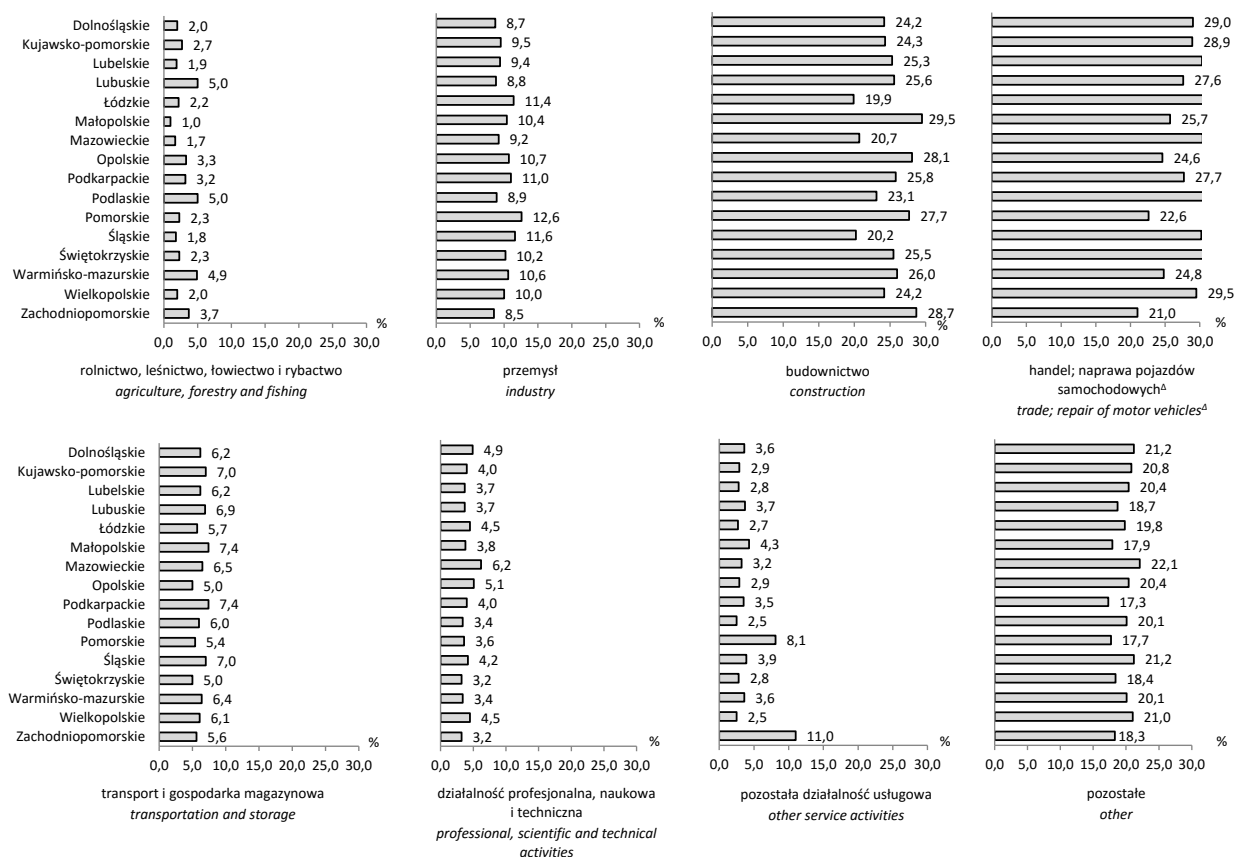 Dolnośląskie 2,0
Kujawsko-pomorskie 2,7
Lubelskie 1,9
Lubuskie 5,0
Łódzkie 2,2
Małopolskie 1,0
Mazowieckie 1,7
Opolskie 3,3
Podkarpackie 3,2
Podlaskie 5,0
Pomorskie 2,3
Śląskie 1,8
Świętokrzyskie 2,3
Warmińsko-mazurskie 4,9
Wielkopolskie 2,0
Zachodniopomorskie 3,7
%
0,0 5,0 10,0 15,0 20,0 25,0 30,0
rolnictwo, leśnictwo, łowiectwo i rybactwo
agriculture, forestry and fishing
8,7
9,5
9,4
8,8
11,4
10,4
9,2
10,7
11,0
8,9
12,6
11,6
10,2
10,6
10,0
8,5
%
0,0 5,0 10,0 15,0 20,0 25,0 30,0
przemysł
industry
24,2
24,3
25,3
25,6
19,9
29,5
20,7
28,1
25,8
23,1
27,7
20,2
25,5
26,0
24,2
28,7
%
0,0 5,0 10,0 15,0 20,0 25,0 30,0
budownictwo
construction
29,0
28,9
27,6
25,7
24,6
27,7
22,6
24,8
29,5
21,0
%
0,0 5,0 10,0 15,0 20,0 25,0 30,0
handel; naprawa pojazdów
samochodowychΔ
trade; repair of motor vehiclesΔ
Dolnośląskie 6,2
Kujawsko-pomorskie 7,0
Lubelskie 6,2
Lubuskie 6,9
Łódzkie 5,7
Małopolskie 7,4
Mazowieckie 6,5
Opolskie 5,0
Podkarpackie 7,4
Podlaskie 6,0
Pomorskie 5,4
Śląskie 7,0
Świętokrzyskie 5,0
Warmińsko-mazurskie 6,4
Wielkopolskie 6,1
Zachodniopomorskie 5,6
%
0,0 5,0 10,0 15,0 20,0 25,0 30,0
transport i gospodarka magazynowa
transportation and storage
4,9
4,0
3,7
3,7
4,5
3,8
6,2
5,1
4,0
3,4
3,6
4,2
3,2
3,4
4,5
3,2
%
0,0 5,0 10,0 15,0 20,0 25,0 30,0
działalność profesjonalna, naukowa
i techniczna
professional, scientific and technical
activities
3,6
2,9
2,8
3,7
2,7
4,3
3,2
2,9
3,5
2,5
8,1
3,9
2,8
3,6
2,5
11,0
%
0,0 5,0 10,0 15,0 20,0 25,0 30,0
pozostała działalność usługowa
other service activities
21,2
20,8
20,4
18,7
19,8
17,9
22,1
20,4
17,3
20,1
17,7
21,2
18,4
20,1
21,0
18,3
%
0,0 5,0 10,0 15,0 20,0 25,0 30,0
pozostałe
other